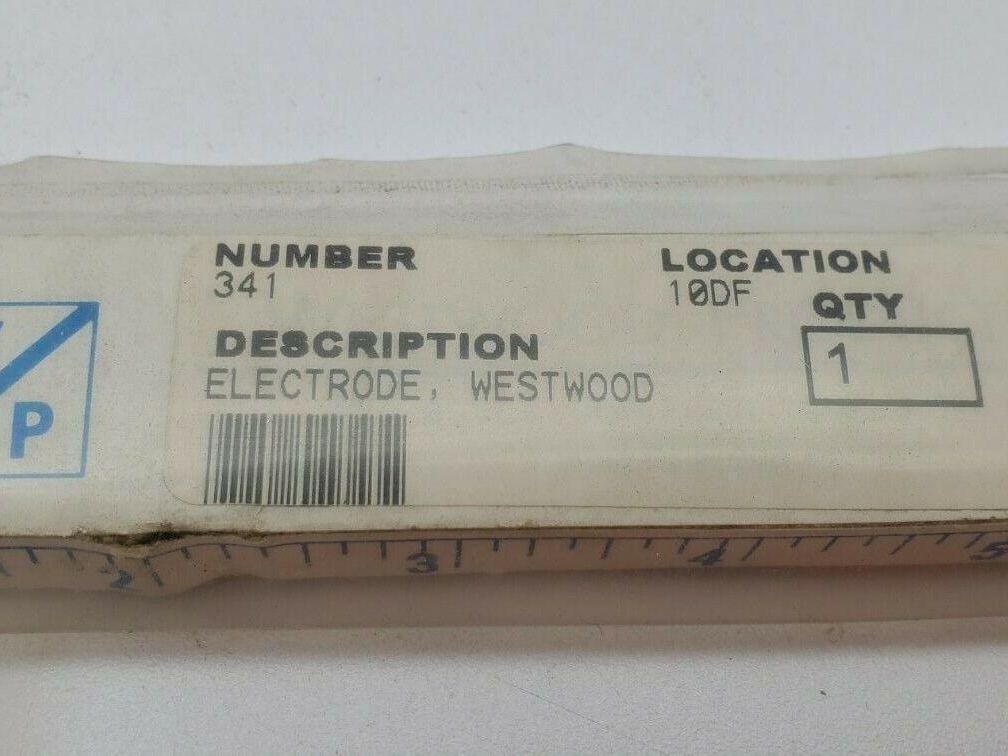 NUMBER
341
LOCATION
10DF
QTY
1
DESCRIPTION
ELECTRODE, WESTWOOD
P
2 3 4 5